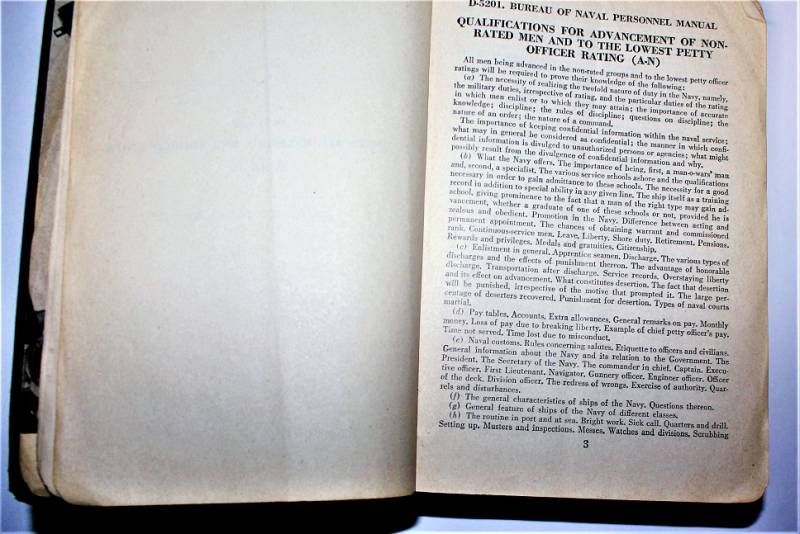 D-5201. BUREAU OF NAVAL PERSONNEL MANUAL
QUALIFICATIONS FOR ADVANCEMENT OF NON-
RATED MEN AND TO THE LOWEST PETTY
OFFICER RATING (A-N)
All men being advanced in the non-rated groups and to the lowest petty officer
ratings will be required to prove their knowledge of the following:
(a) The necessity of realizing the twofold nature of duty in the Navy, namely,
the military duties, irrespective of rating, and the particular duties of the rating
in which men enlist or to which they may attain; the importance of accurate
knowledge; discipline; the rules of discipline; questions on discipline; the
nature of an order; the nature of a command.
The importance of keeping confidential information within the naval service;
what may in general be considered as confidential; the manner in which confi-
dential information is divulged to unauthorized persons or agencies; what might
possibly result from the divulgence of confidential information and why.
(b) What the Navy offers. The importance of being, first, a man-o-wars' man
and, second, a specialist. The various service schools ashore and the qualifications
necessary in order to gain admittance to these schools. The necessity for a good
record in addition to special ability in any given line. The ship itself as a training
school, giving prominence to the fact that a man of the right type may gain ad-
vancement, whether a graduate of one of these schools or not, provided he is
zealous and obedient. Promotion in the Navy. Difference between acting and
permanent appointment. The chances of obtaining warrant and commissioned
rank. Continuous-service men. Leave, Liberty. Shore duty. Retirement. Pensions.
Rewards and privileges. Medals and gratuities. Citizenship.
(c) Enlistment in general, Apprentice seamen. Discharge. The various types of
discharges and the effects of punishment thereon. The advantage of honorable
discharge. Transportation after discharge. Service records. Overstaying liberty
and its effect on advancement. What constitutes desertion. The fact that desertion
will be punished, irrespective of the motive that prompted it. The large per-
centage of deserters recovered. Punishment for desertion. Types of naval courts
martial.
(d) Pay tables. Accounts. Extra allowances. General remarks on pay. Monthly
money. Loss of pay due to breaking liberty. Example of chief petty officer's pay.
Time not served. Time lost due to misconduct.
(e) Naval customs. Rules concerning salutes. Etiquette to officers and civilians.
General information about the Navy and its relation to the Government. The
President. The Secretary of the Navy. The commander in chief. Captain. Execu-
tive officer. First Lieutenant. Navigator. Gunnery officer. Engineer officer. Officer
of the deck. Division officer. The redress of wrongs. Exercise of authority. Quar-
rels and disturbances.
(f) The general characteristics of ships of the Navy. Questions thereon.
(g) General feature of ships of the Navy of different classes.
(h) The routine in port and at sea. Bright work. Sick call. Quarters and drill.
Setting up. Musters and inspections. Messes. Watches and divisions. Scrubbing
3